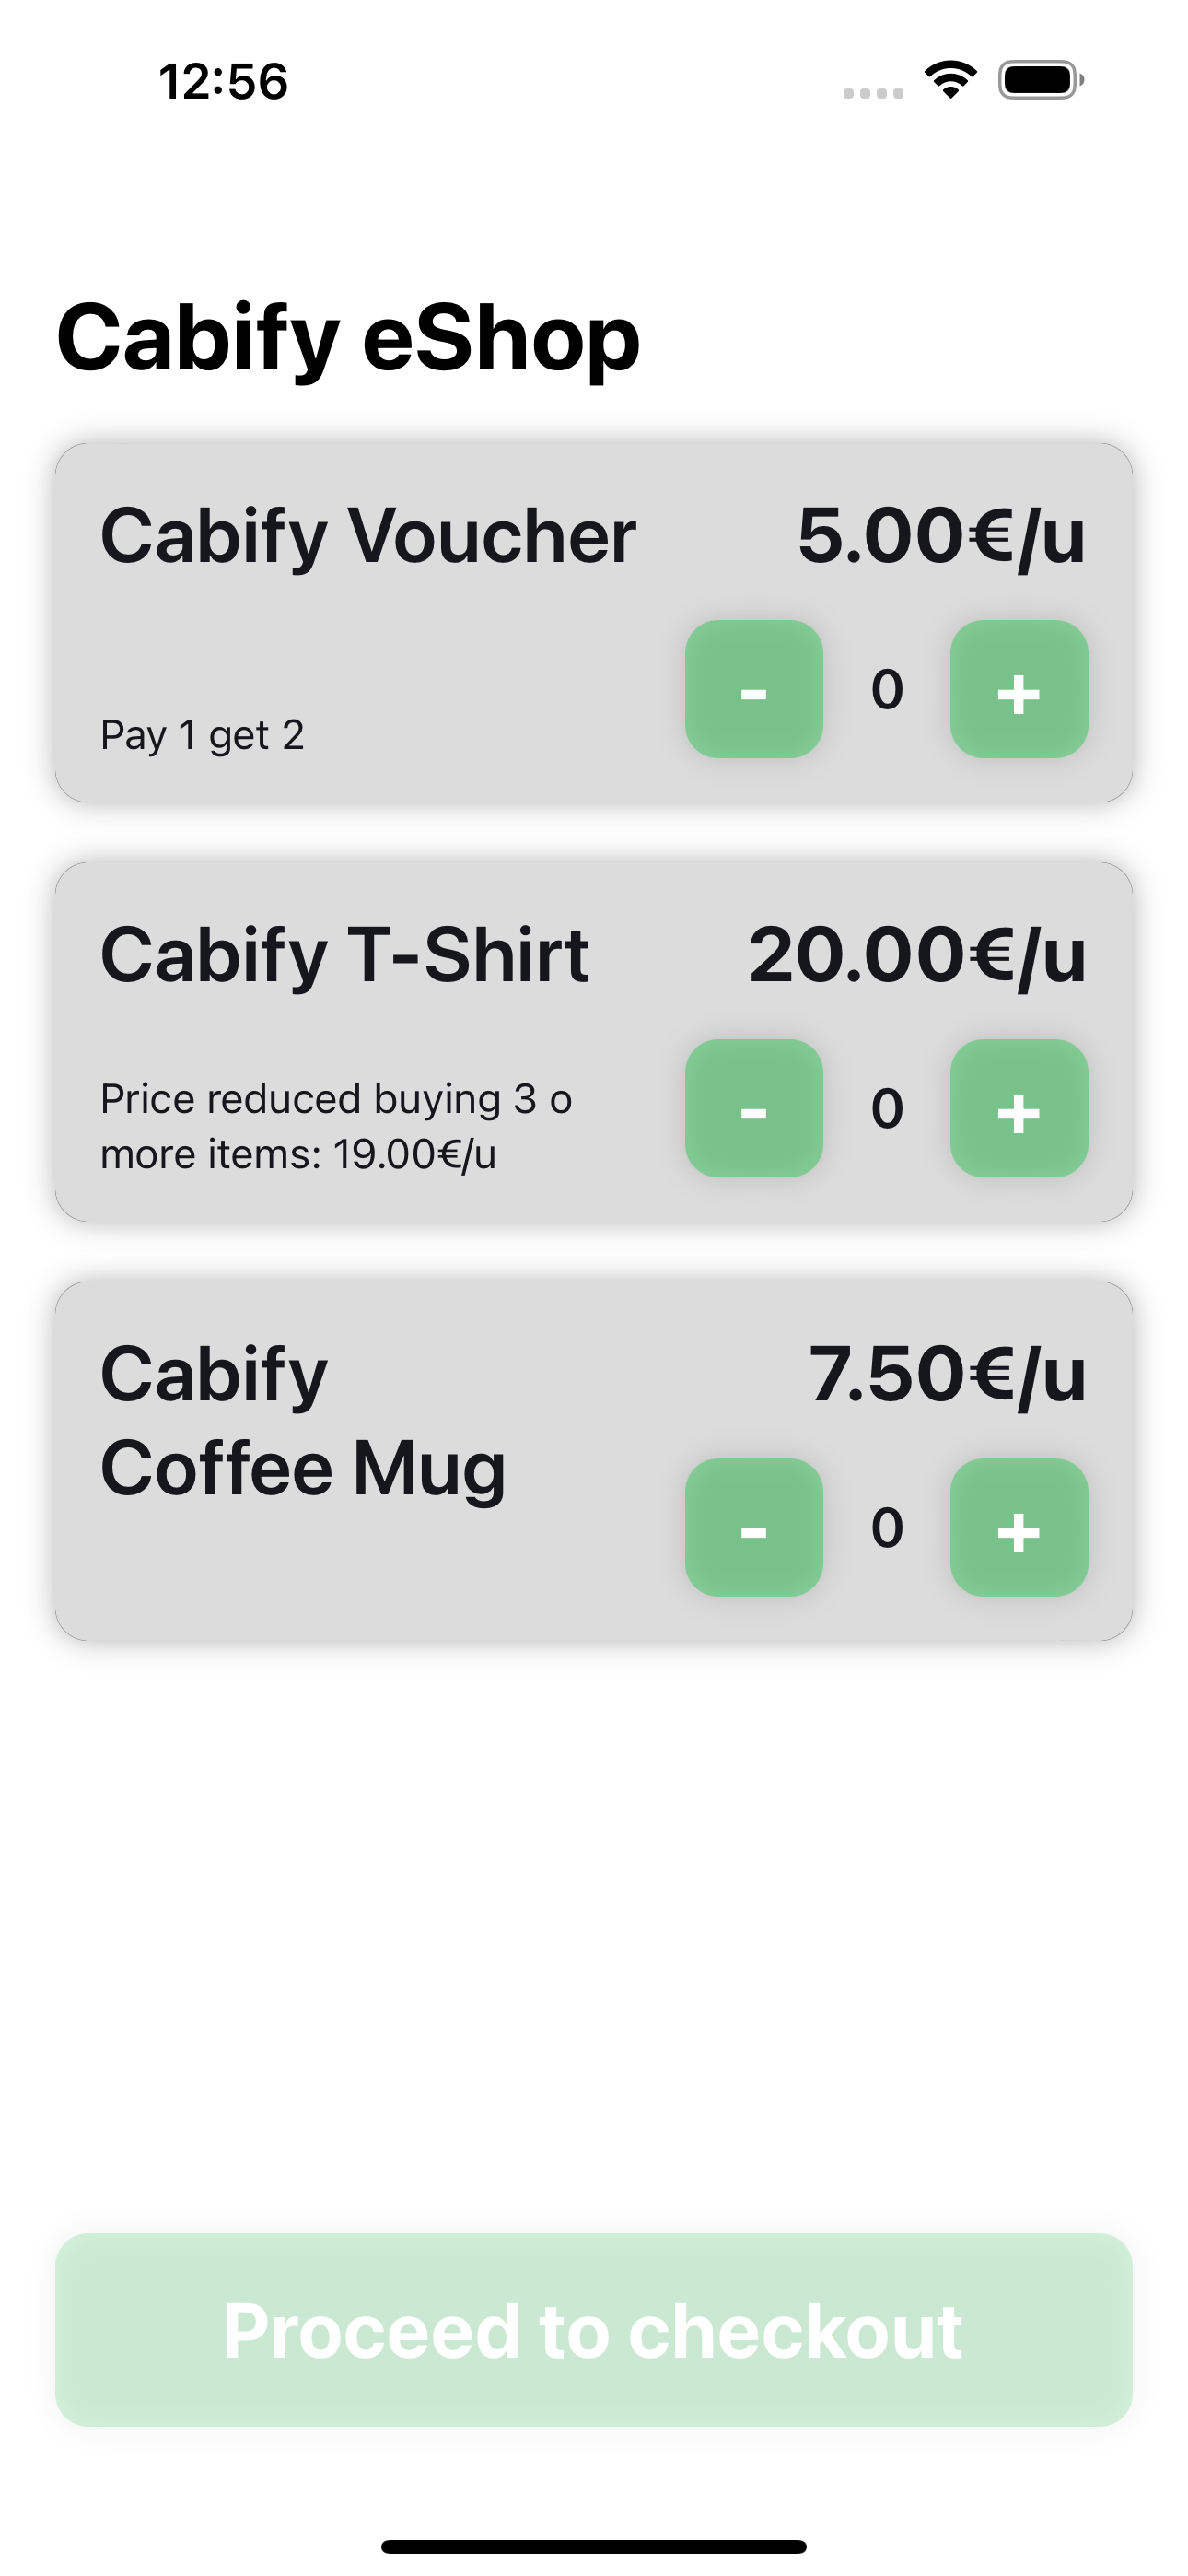 12:56
Cabify eShop
Cabify Voucher
5.00€/u
Pay 1 get 2
-
0
+
Cabify T-Shirt
20.00€/u
Price reduced buying 3 o
more items: 19.00€/u
-
0
+
Cabify
Coffee Mug
7.50€/u
-
0
+
Proceed to checkout